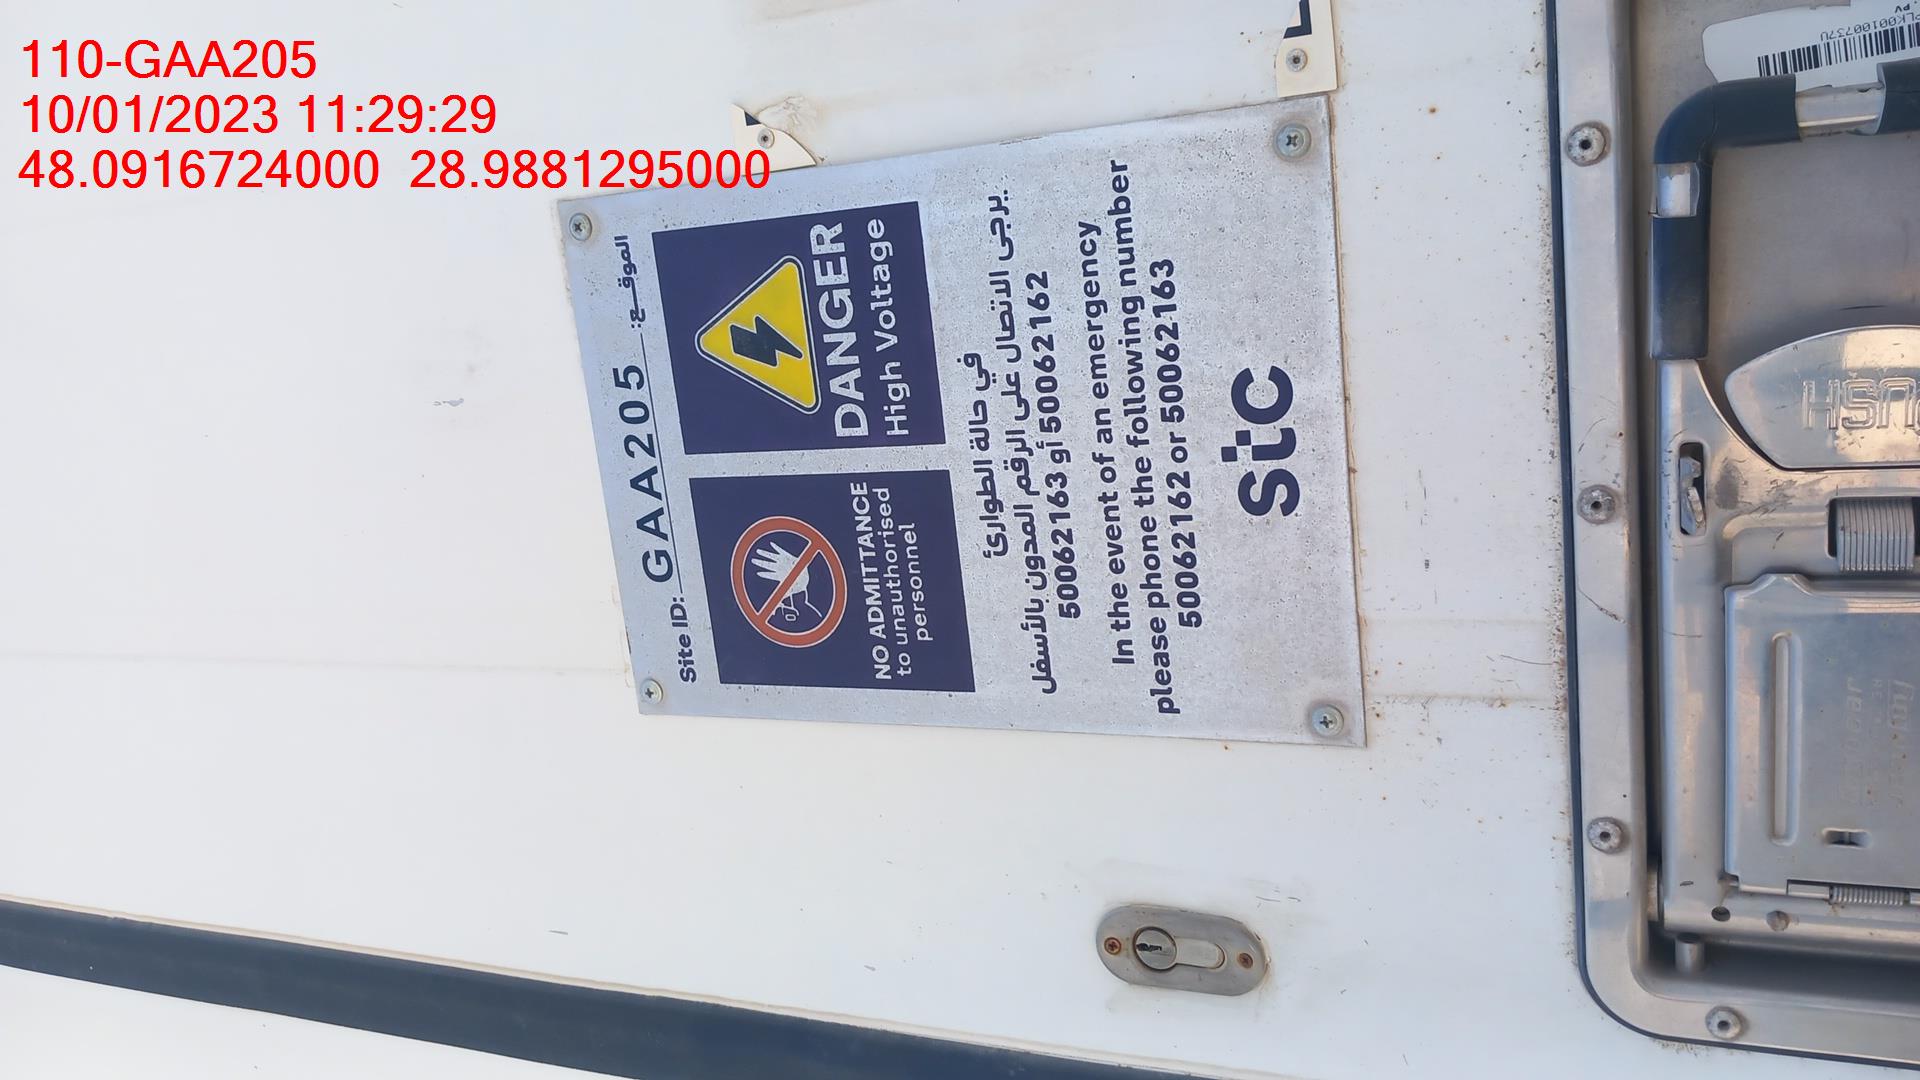 110-GAA205
10/01/2023 11:29:29
48.0916724000 28.9881295000
Site ID: GAA205 الموقع:
NO ADMITTANCE
to unauthorised
personnel
DANGER
High Voltage
في حالة الطوارئ
يرجى الاتصال على الرقم المدون بالأسفل
50062163 أو 50062162
In the event of an emergency
please phone the following number
50062162 or 50062163
stc
PUSH